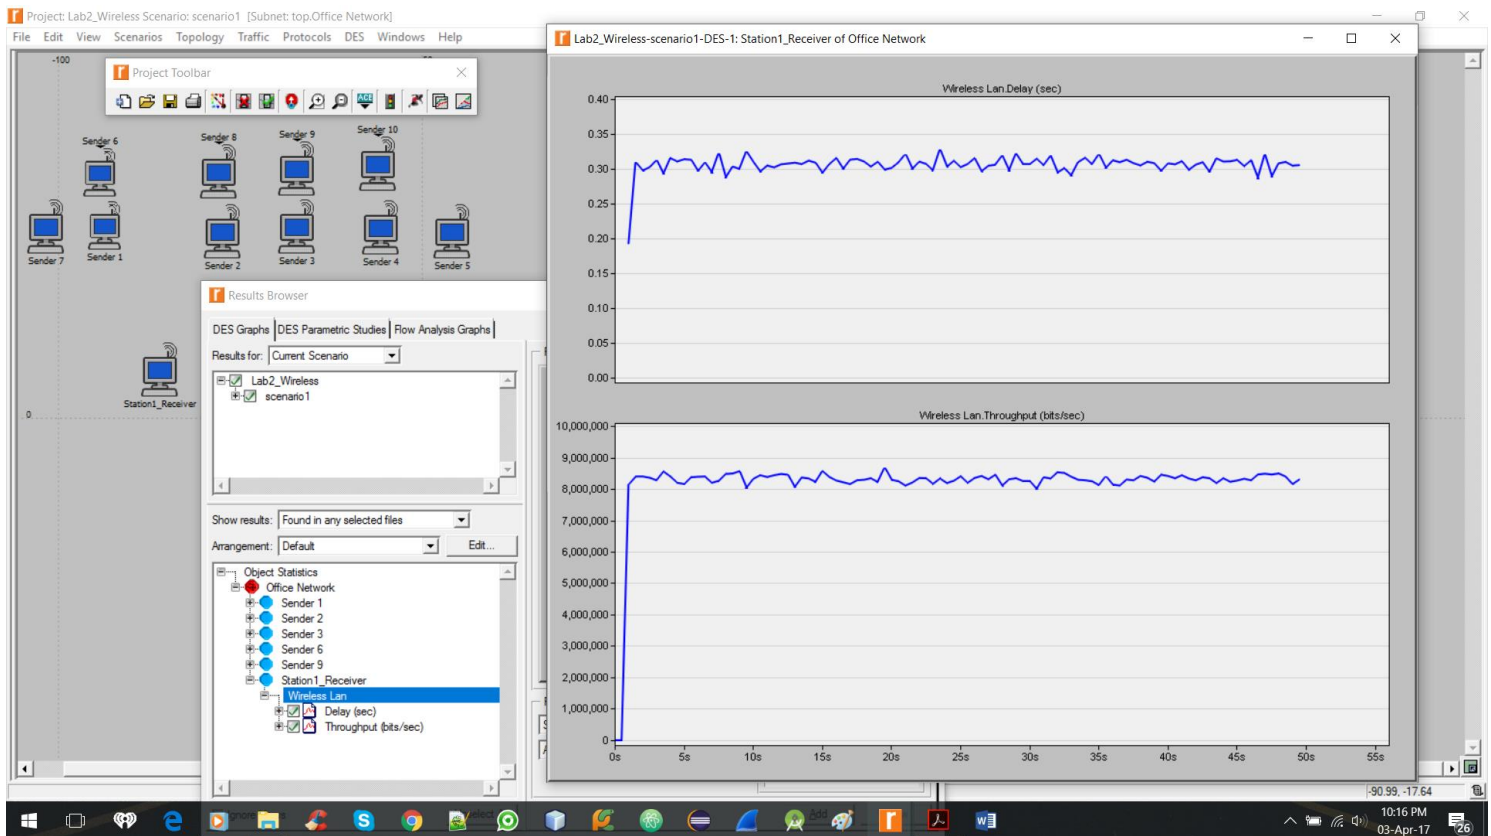 Project: Lab2_Wireless Scenario: scenario1 [Subnet: top.Office Network]
File Edit View Scenarios Topology Traffic Protocols DES Windows Help
-100
Project Toolbar
Sender 6
Sender 8
Sender 9
Sender 10
Sender 7
Sender 1
Sender 2
Sender 3
Sender 4
Sender 5
Station1_Receiver
0
Results Browser
DES Graphs DES Parametric Studies Flow Analysis Graphs
Results for: Current Scenario
Lab2_Wireless
scenario1
Show results: Found in any selected files
Arrangement: Default Edit...
Object Statistics
Office Network
Sender 1
Sender 2
Sender 3
Sender 6
Sender 9
Station1_Receiver
Wireless Lan
Delay (sec)
Throughput (bits/sec)
Lab2_Wireless-scenario1-DES-1: Station1_Receiver of Office Network
Wireless Lan.Delay (sec)
0.40
0.35
0.30
0.25
0.20
0.15
0.10
0.05
0.00
Wireless Lan.Throughput (bits/sec)
10,000,000
9,000,000
8,000,000
7,000,000
6,000,000
5,000,000
4,000,000
3,000,000
2,000,000
1,000,000
0
0s 5s 10s 15s 20s 25s 30s 35s 40s 45s 50s 55s
-90.99, -17.64
Add
10:16 PM
03-Apr-17
26